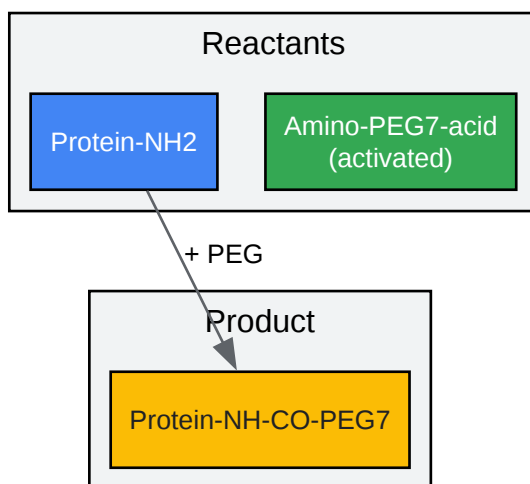 Reactants
Protein-NH2
Amino-PEG7-acid
(activated)
+ PEG
Product
Protein-NH-CO-PEG7